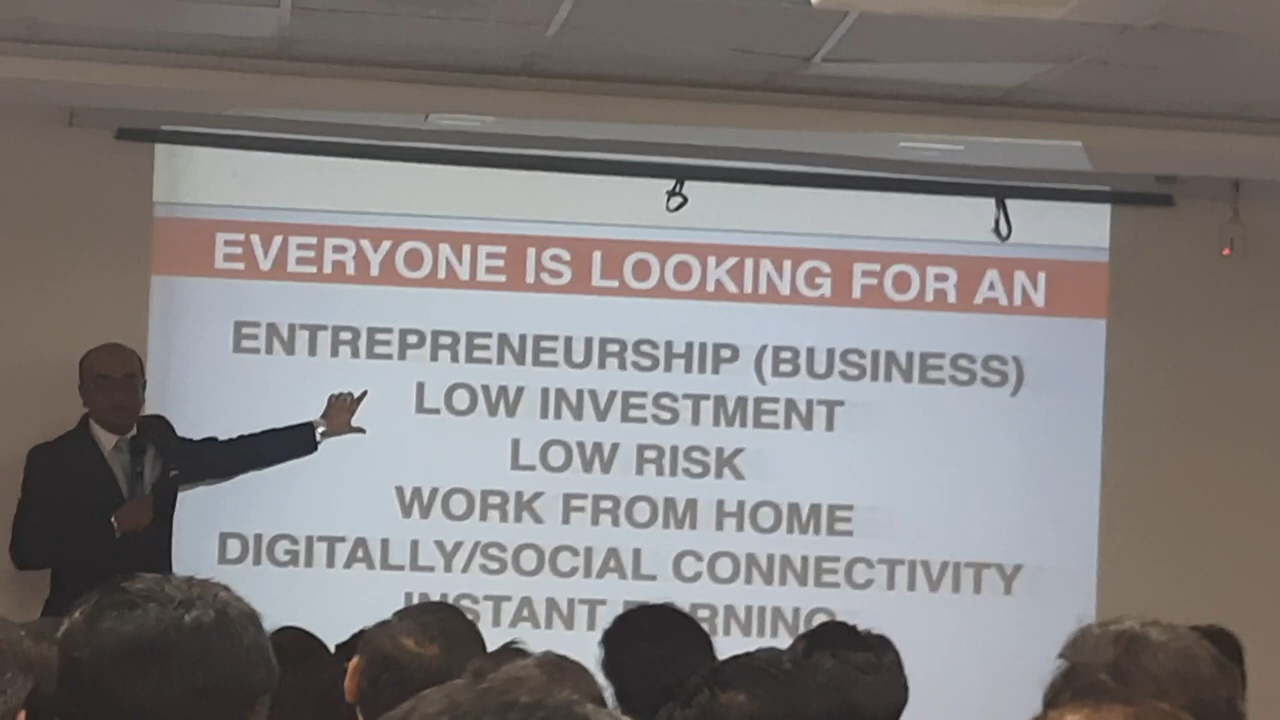 EVERYONE IS LOOKING FOR AN
ENTREPRENEURSHIP (BUSINESS)
LOW INVESTMENT
LOW RISK
WORK FROM HOME
DIGITALLY/SOCIAL CONNECTIVITY
INSTANT